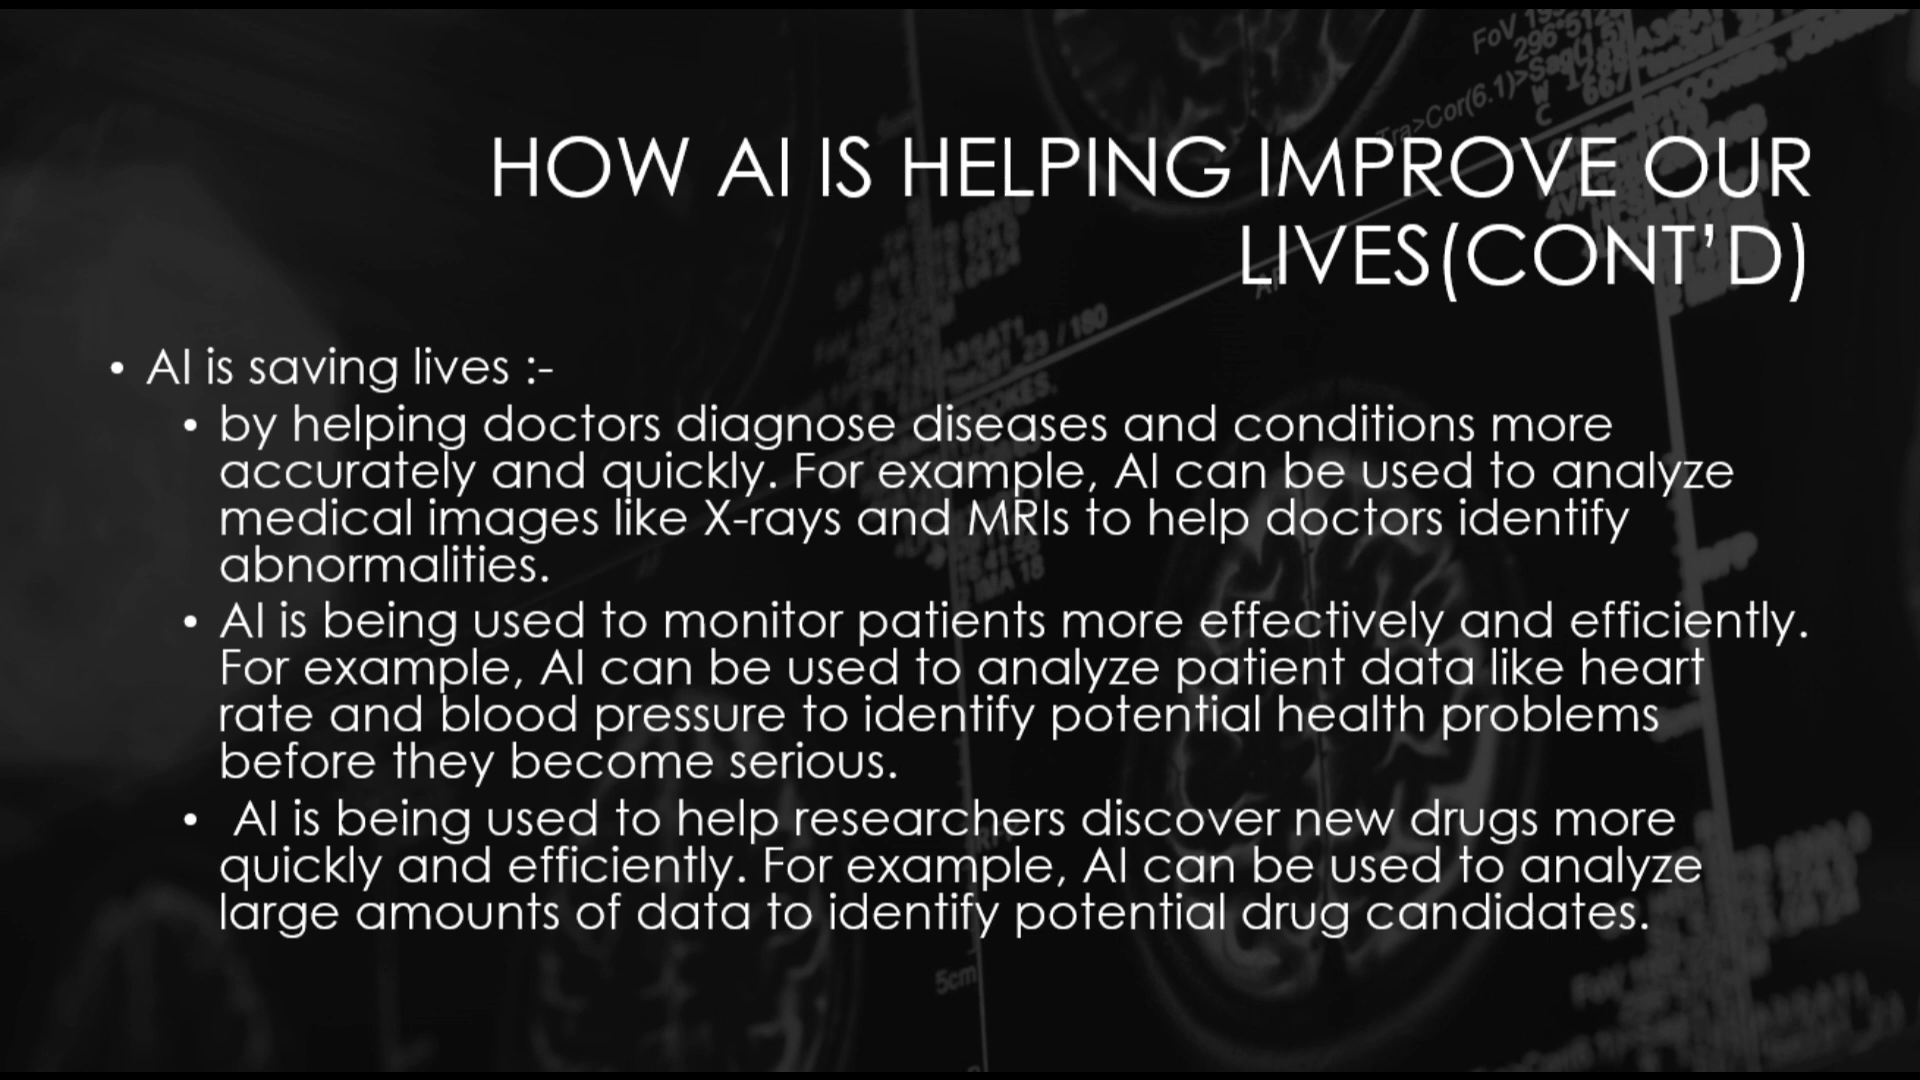 HOW AI IS HELPING IMPROVE OUR
LIVES(CONT’D)
• AI is saving lives :-
• by helping doctors diagnose diseases and conditions more
accurately and quickly. For example, AI can be used to analyze
medical images like X-rays and MRIs to help doctors identify
abnormalities.
• AI is being used to monitor patients more effectively and efficiently.
For example, AI can be used to analyze patient data like heart
rate and blood pressure to identify potential health problems
before they become serious.
• AI is being used to help researchers discover new drugs more
quickly and efficiently. For example, AI can be used to analyze
large amounts of data to identify potential drug candidates.
5cm